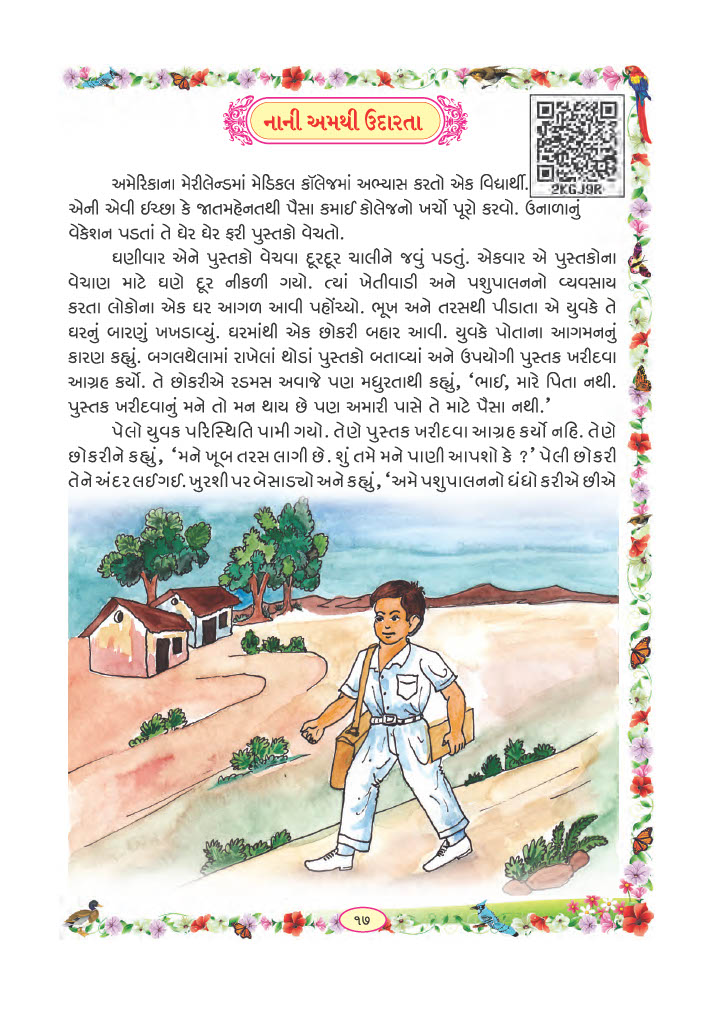 નાની અમથી ઉદારતા
2KGJ9R
અમેરિકાના મેરીલેન્ડમાં મેડિકલ કૉલેજમાં અભ્યાસ કરતો એક વિદ્યાર્થી.
એની એવી ઇચ્છા કે જાતમહેનતથી પૈસા કમાઈ કોલેજનો ખર્ચો પૂરો કરવો. ઉનાળાનું
વેકેશન પડતાં તે ઘેર ઘેર ફરી પુસ્તકો વેચતો.
ઘણીવાર એને પુસ્તકો વેચવા દૂરદૂર ચાલીને જવું પડતું. એકવાર એ પુસ્તકોના
વેચાણ માટે ઘણે દૂર નીકળી ગયો. ત્યાં ખેતીવાડી અને પશુપાલનનો વ્યવસાય
કરતા લોકોના એક ઘર આગળ આવી પહોંચ્યો. ભૂખ અને તરસથી પીડાતા એ યુવકે તે
ઘરનું બારણું ખખડાવ્યું. ઘરમાંથી એક છોકરી બહાર આવી. યુવકે પોતાના આગમનનું
કારણ કહ્યું. બગલથેલામાં રાખેલાં થોડાં પુસ્તકો બતાવ્યાં અને ઉપયોગી પુસ્તક ખરીદવા
આગ્રહ કર્યો. તે છોકરીએ રડમસ અવાજે પણ મધુરતાથી કહ્યું, ‘ભાઈ, મારે પિતા નથી.
પુસ્તક ખરીદવાનું મને તો મન થાય છે પણ અમારી પાસે તે માટે પૈસા નથી.’
પેલો યુવક પરિસ્થિતિ પામી ગયો. તેણે પુસ્તક ખરીદવા આગ્રહ કર્યો નહિ. તેણે
છોકરીને કહ્યું, ‘મને ખૂબ તરસ લાગી છે. શું તમે મને પાણી આપશો કે ?’ પેલી છોકરી
તેને અંદર લઈ ગઈ. ખુરશી પર બેસાડ્યો અને કહ્યું, ‘અમે પશુપાલનનો ધંધો કરીએ છીએ
૧૭